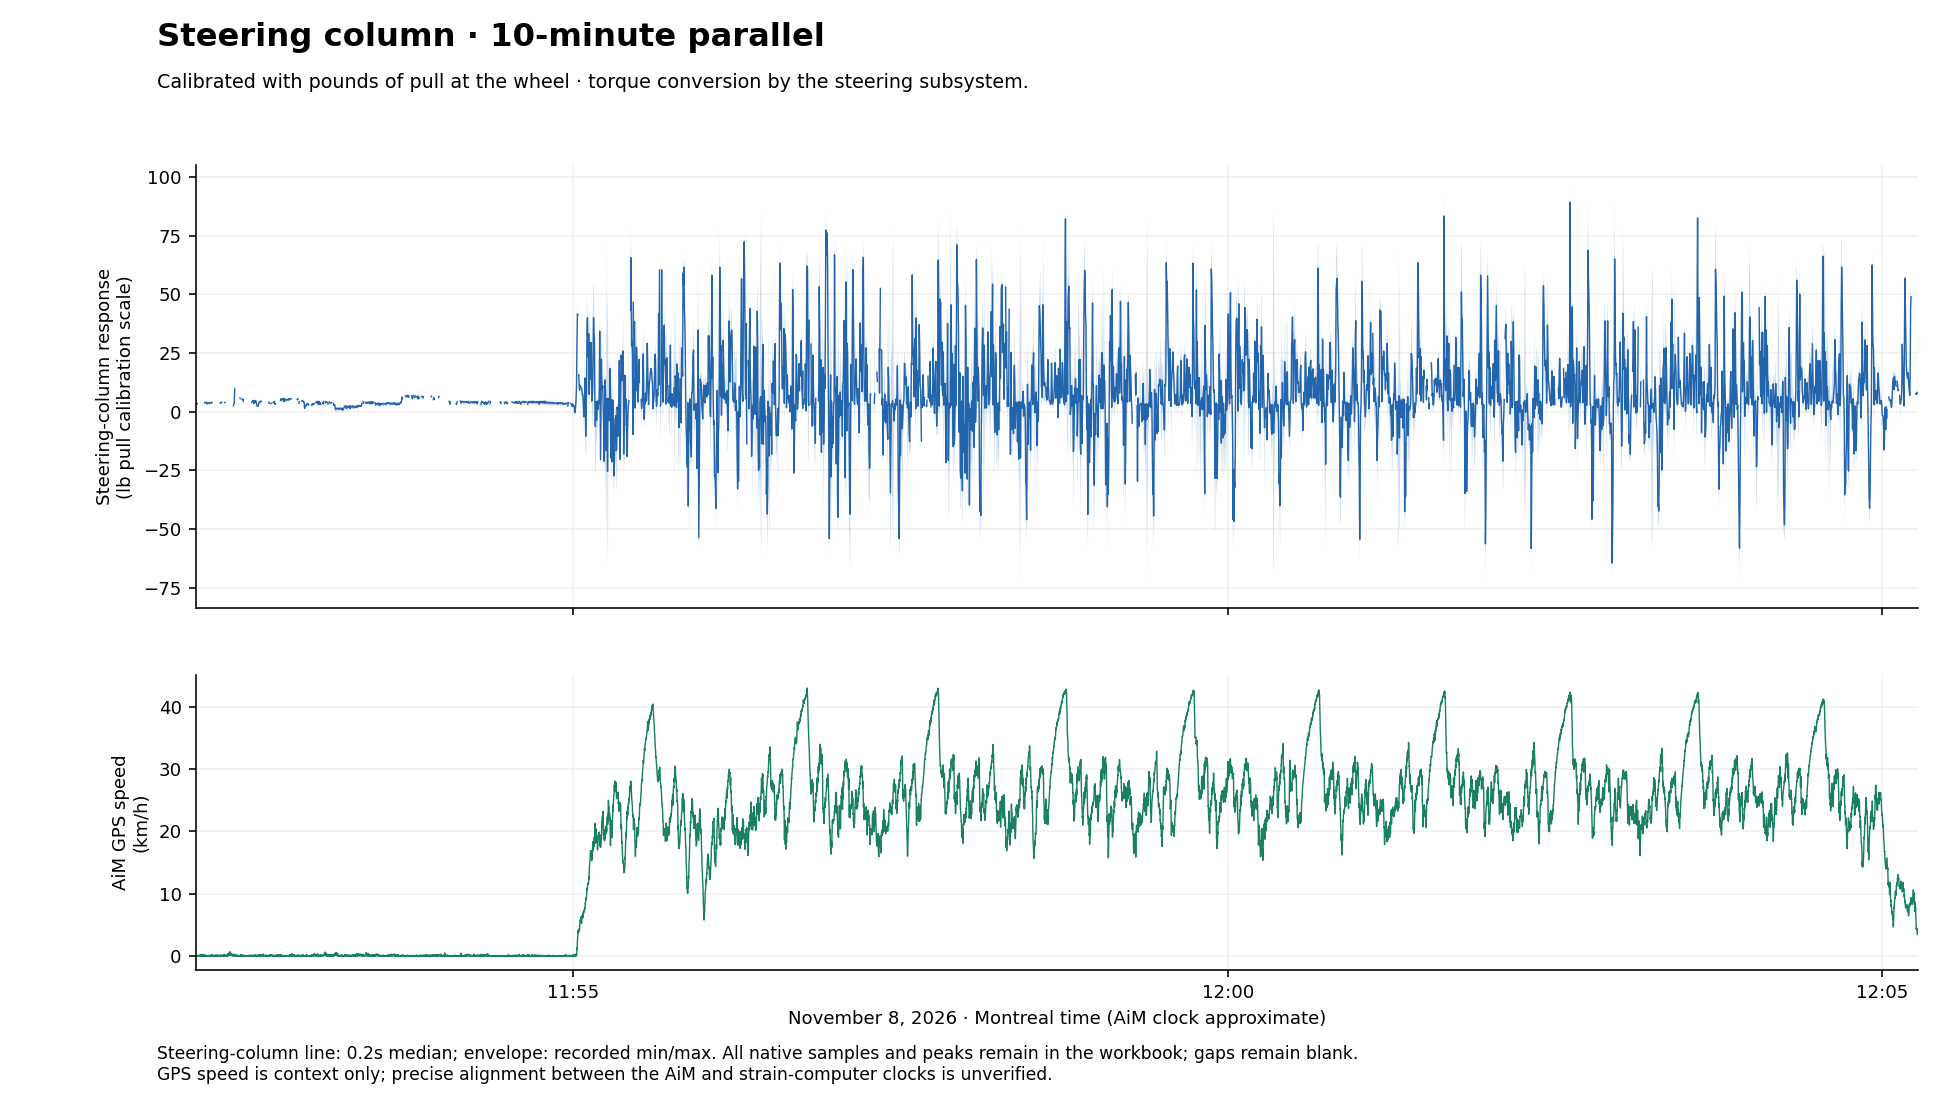 Steering column · 10-minute parallel
Calibrated with pounds of pull at the wheel · torque conversion by the steering subsystem.
Steering-column response
(lb pull calibration scale)
100
75
50
25
0
−25
−50
−75
AiM GPS speed
(km/h)
40
30
20
10
0
11:55
12:00
12:05
November 8, 2026 · Montreal time (AiM clock approximate)
Steering-column line: 0.2s median; envelope: recorded min/max. All native samples and peaks remain in the workbook; gaps remain blank.
GPS speed is context only; precise alignment between the AiM and strain-computer clocks is unverified.